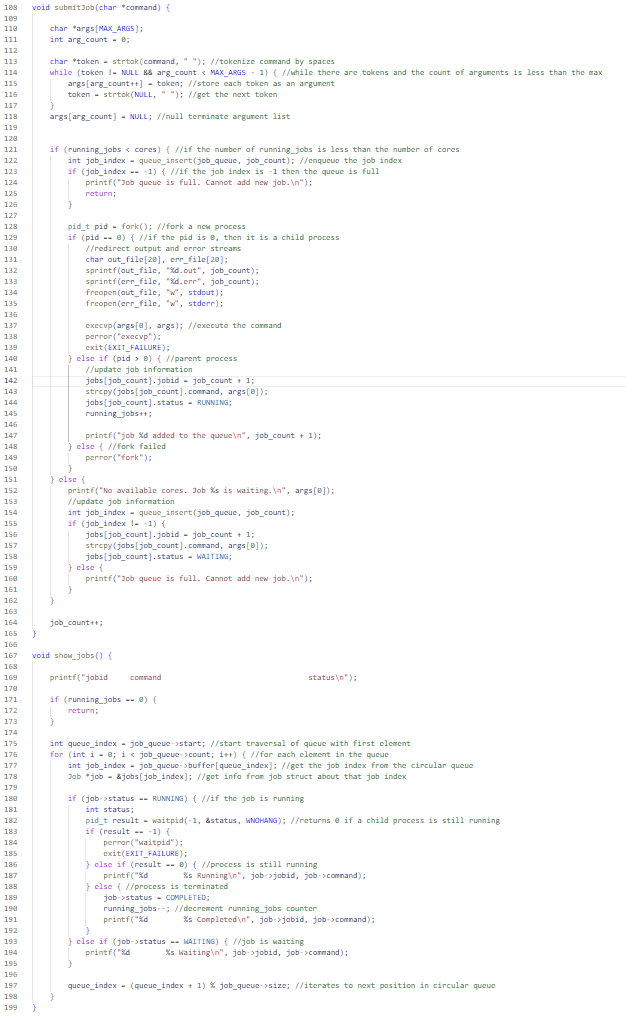 108 void submitJob(char *command) {
109
110     char *args[MAX_ARGS];
111     int arg_count = 0;
112
113     char *token = strtok(command, " "); //tokenize command by spaces
114     while (token != NULL && arg_count < MAX_ARGS - 1) { //while there are tokens and the count of arguments is less than the max
115         args[arg_count++] = token; //store each token as an argument
116         token = strtok(NULL, " "); //get the next token
117     }
118     args[arg_count] = NULL; //null terminate argument list
119
120
121     if (running_jobs < cores) { //if the number of running_jobs is less than the number of cores
122         int job_index = queue_insert(job_queue, job_count); //enqueue the job index
123         if (job_index == -1) { //if the job index is -1 then the queue is full
124             printf("Job queue is full. Cannot add new job.\n");
125             return;
126         }
127
128         pid_t pid = fork(); //fork a new process
129         if (pid == 0) { //if the pid is 0, then it is a child process
130             //redirect output and error streams
131             char out_file[20], err_file[20];
132             sprintf(out_file, "%d.out", job_count);
133             sprintf(err_file, "%d.err", job_count);
134             freopen(out_file, "w", stdout);
135             freopen(err_file, "w", stderr);
136
137             execvp(args[0], args); //execute the command
138             perror("execvp");
139             exit(EXIT_FAILURE);
140         } else if (pid > 0) { //parent process
141             //update job information
142             jobs[job_count].jobid = job_count + 1;
143             strcpy(jobs[job_count].command, args[0]);
144             jobs[job_count].status = RUNNING;
145             running_jobs++;
146
147             printf("job %d added to the queue\n", job_count + 1);
148         } else { //fork failed
149             perror("fork");
150         }
151     } else {
152         printf("No available cores. Job %s is waiting.\n", args[0]);
153         //update job information
154         int job_index = queue_insert(job_queue, job_count);
155         if (job_index != -1) {
156             jobs[job_count].jobid = job_count + 1;
157             strcpy(jobs[job_count].command, args[0]);
158             jobs[job_count].status = WAITING;
159         } else {
160             printf("Job queue is full. Cannot add new job.\n");
161         }
162     }
163
164     job_count++;
165 }
166
167 void show_jobs() {
168
169     printf("jobid     command                                 status\n");
170
171     if (running_jobs == 0) {
172         return;
173     }
174
175     int queue_index = job_queue->start; //start traversal of queue with first element
176     for (int i = 0; i < job_queue->count; i++) { //for each element in the queue
177         int job_index = job_queue->buffer[queue_index]; //get the job index from the circular queue
178         Job *job = &jobs[job_index]; //get info from job struct about that job index
179
180         if (job->status == RUNNING) { //if the job is running
181             int status;
182             pid_t result = waitpid(-1, &status, WNOHANG); //returns 0 if a child process is still running
183             if (result == -1) {
184                 perror("waitpid");
185                 exit(EXIT_FAILURE);
186             } else if (result == 0) { //process is still running
187                 printf("%d        %s Running\n", job->jobid, job->command);
188             } else { //process is terminated
189                 job->status = COMPLETED;
190                 running_jobs--; //decrement running_jobs counter
191                 printf("%d        %s Completed\n", job->jobid, job->command);
192             }
193         } else if (job->status == WAITING) { //job is waiting
194             printf("%d        %s Waiting\n", job->jobid, job->command);
195         }
196
197         queue_index = (queue_index + 1) % job_queue->size; //iterates to next position in circular queue
198     }
199 }